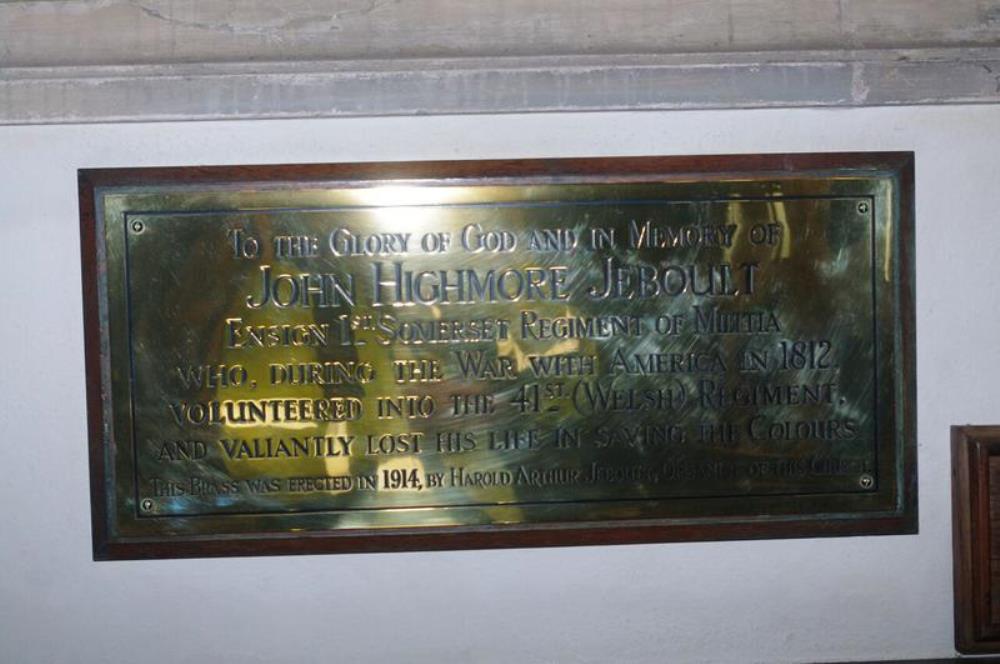 To the Glory of God and in Memory of
John Highmore Jeboult
Ensign 1st. Somerset Regiment of Militia
who, during the War with America in 1812,
volunteered into the 41st. (Welsh) Regiment,
and valiantly lost his life in saving the Colours
This Brass was erected in 1914, by Harold Arthur Jeboult, of this Church.